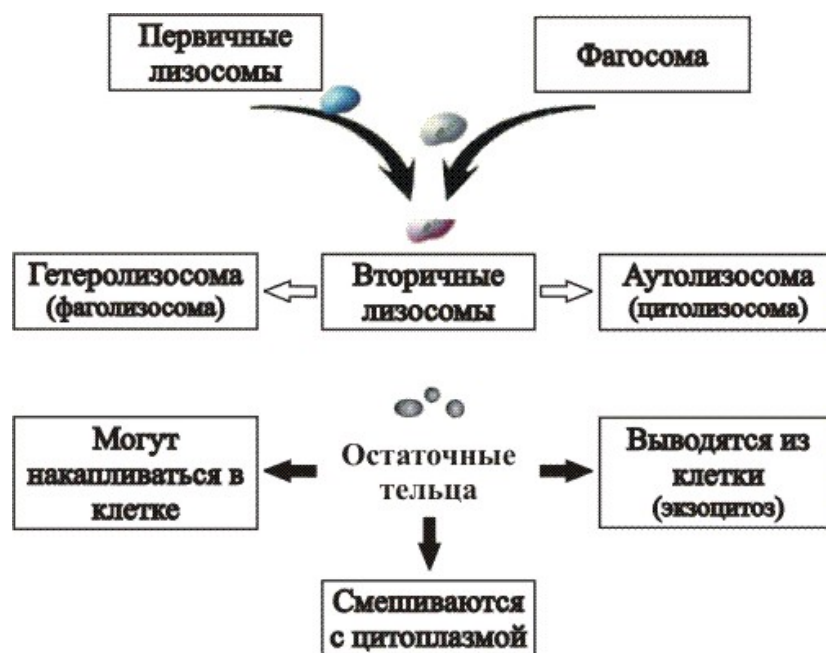 Первичные
лизосомы
Фагосома
Гетеролизосома
(фаголизосома)
Вторичные
лизосомы
Аутолизосома
(цитолизосома)
Могут
накапливаться в
клетке
Остаточные
тельца
Выводятся из
клетки
(экзоцитоз)
Смешиваются
с цитоплазмой